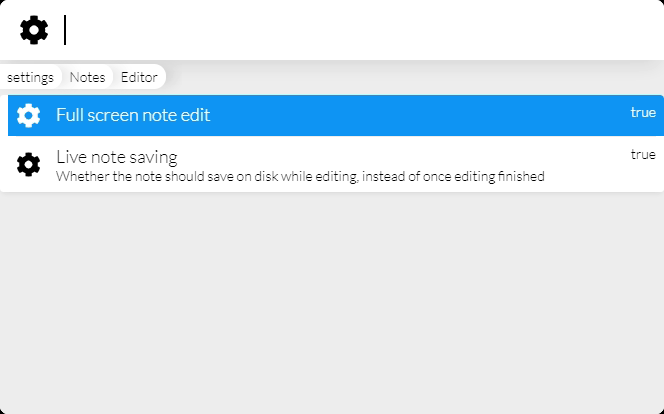 settings Notes Editor
Full screen note edit true
Live note saving true
Whether the note should save on disk while editing, instead of once editing finished